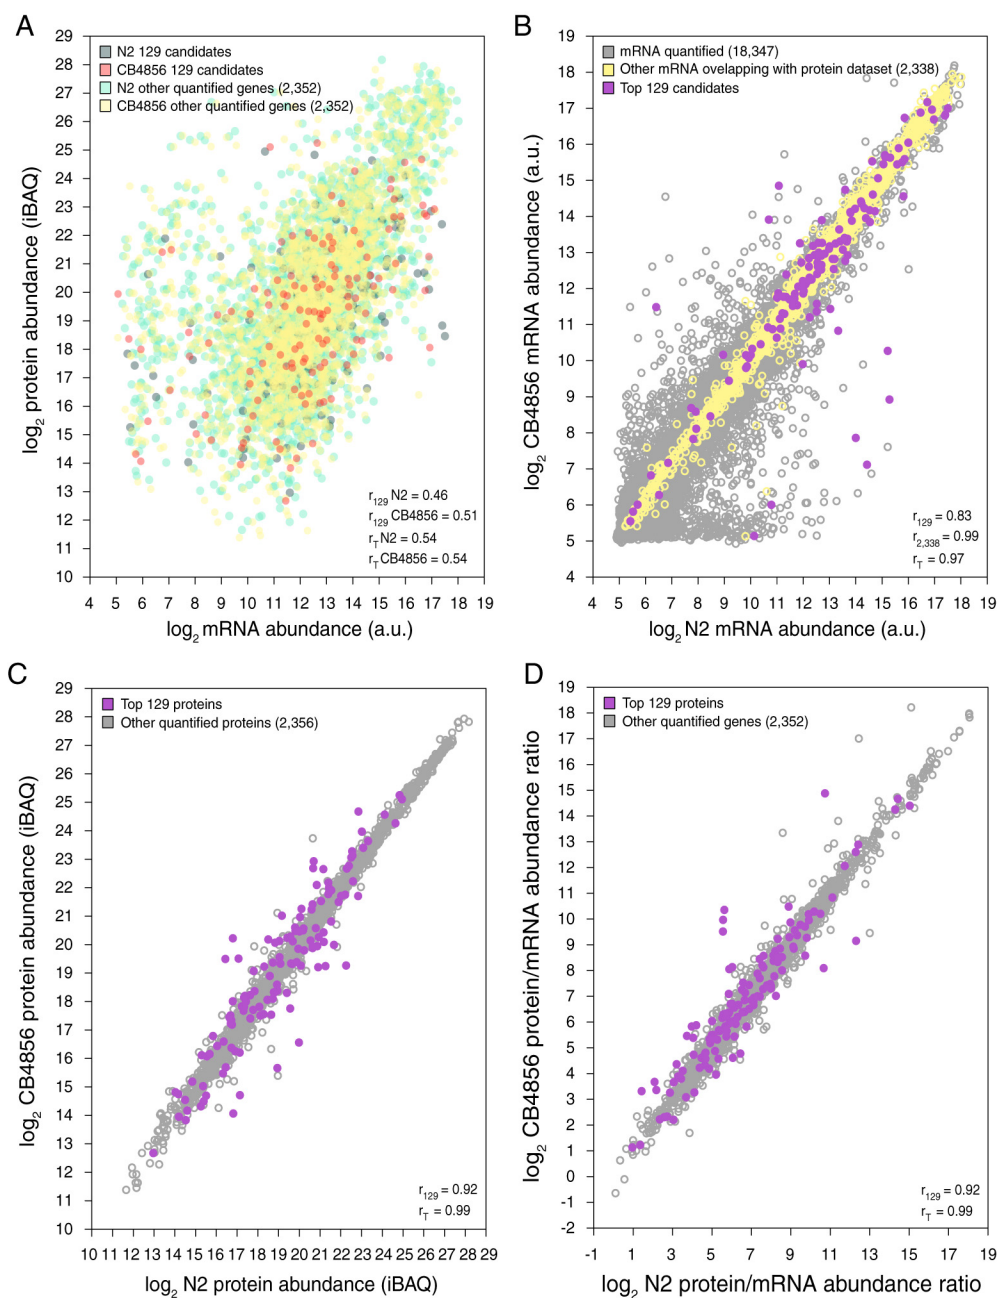 A
29
28
27
26
25
24
23
22
21
20
19
18
17
16
15
14
13
12
11
10
log2 protein abundance (iBAQ)
N2 129 candidates
CB4856 129 candidates
N2 other quantified genes (2,352)
CB4856 other quantified genes (2,352)
r129 N2 = 0.46
r129 CB4856 = 0.51
rT N2 = 0.54
rT CB4856 = 0.54
4 5 6 7 8 9 10 11 12 13 14 15 16 17 18 19
log2 mRNA abundance (a.u.)
B
19
18
17
16
15
14
13
12
11
10
9
8
7
6
5
4
log2 CB4856 mRNA abundance (a.u.)
mRNA quantified (18,347)
Other mRNA overlapping with protein dataset (2,338)
Top 129 candidates
r129 = 0.83
r2,338 = 0.99
rT = 0.97
4 5 6 7 8 9 10 11 12 13 14 15 16 17 18 19
log2 N2 mRNA abundance (a.u.)
C
29
28
27
26
25
24
23
22
21
20
19
18
17
16
15
14
13
12
11
10
log2 CB4856 protein abundance (iBAQ)
Top 129 proteins
Other quantified proteins (2,356)
r129 = 0.92
rT = 0.99
10 11 12 13 14 15 16 17 18 19 20 21 22 23 24 25 26 27 28 29
log2 N2 protein abundance (iBAQ)
D
19
18
17
16
15
14
13
12
11
10
9
8
7
6
5
4
3
2
1
0
-1
-2
log2 CB4856 protein/mRNA abundance ratio
Top 129 proteins
Other quantified genes (2,352)
r129 = 0.92
rT = 0.99
-1 1 3 5 7 9 11 13 15 17 19
log2 N2 protein/mRNA abundance ratio